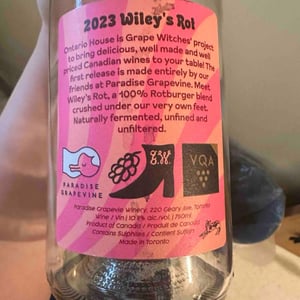 2023 Wiley's Rot
Ontario House is Grape Witches' project
to bring delicious, well made and well
priced Canadian wines to your table! The
first release is made entirely by our
friends at Paradise Grapevine. Meet
Wiley's Rot, a 100% Rotburger blend
crushed under our very own feet.
Naturally fermented, unfined and
unfiltered.
PARADISE
GRAPEVINE
VQA
Paradise Grapevine Winery, 220 Geary Ave, Toronto
Wine / Vin | 10.1% alc./vol. | 750ml
Product of Canada / Produit de Canada
Contains Sulphites / Contient Sulfites
Made in Toronto